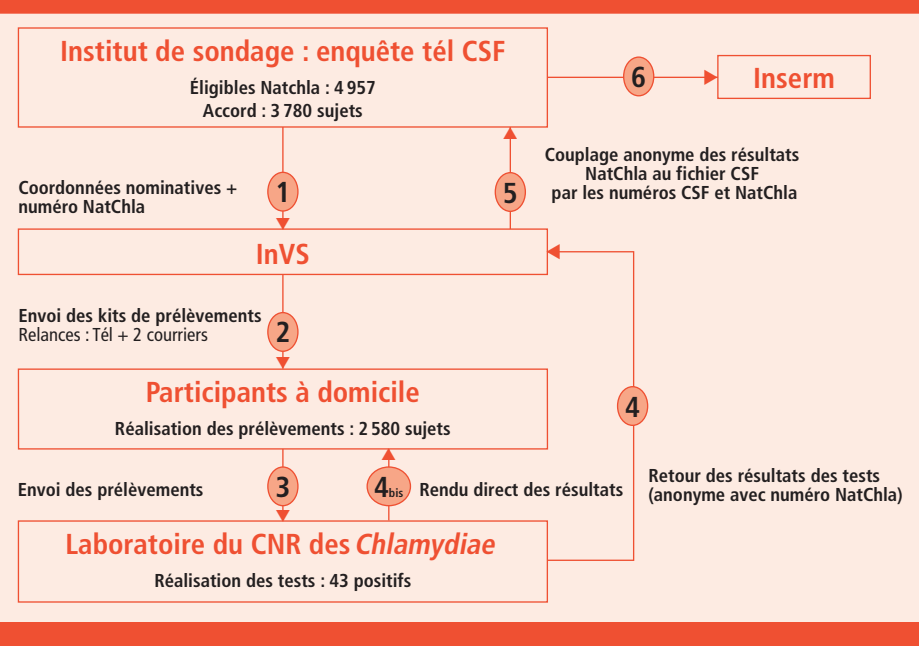 Institut de sondage : enquête tél CSF
Éligibles Natchla : 4 957
Accord : 3 780 sujets
6
Inserm
Coordonnées nominatives +
numéro NatChla
1
5
Couplage anonyme des résultats
NatChla au fichier CSF
par les numéros CSF et NatChla
InVS
Envoi des kits de prélèvements
Relances : Tél + 2 courriers
2
Participants à domicile
Réalisation des prélèvements : 2 580 sujets
4
Envoi des prélèvements
3
4bis
Rendu direct des résultats
Retour des résultats des tests
(anonyme avec numéro NatChla)
Laboratoire du CNR des Chlamydiae
Réalisation des tests : 43 positifs